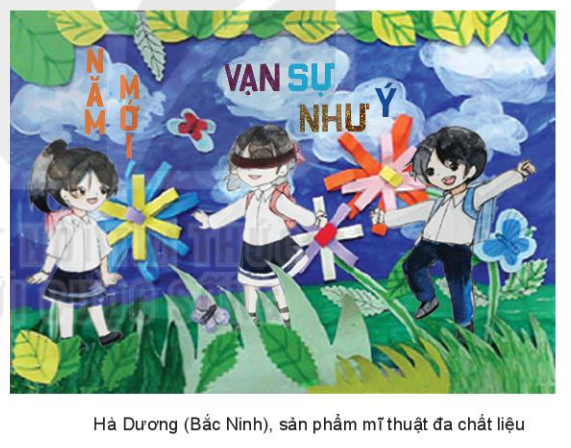 NĂM
MỚI
VẠN SỰ
NHƯ Ý
Hà Dương (Bắc Ninh), sản phẩm mĩ thuật đa chất liệu